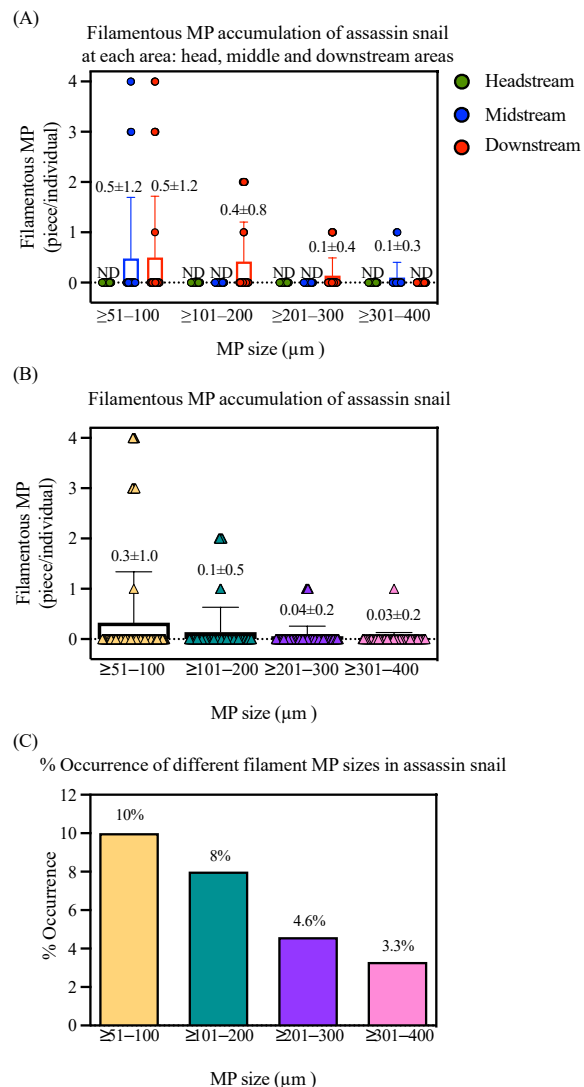 (A)
Filamentous MP accumulation of assassin snail
at each area: head, middle and downstream areas
Headstream
Midstream
Downstream
Filamentous MP
(piece/individual)
4
3
2
1
0
0.5±1.2
0.5±1.2
0.4±0.8
0.1±0.4
0.1±0.3
ND
ND
ND
ND
ND
ND
ND
≥51–100
≥101–200
≥201–300
≥301–400
MP size (µm )
(B)
Filamentous MP accumulation of assassin snail
Filamentous MP
(piece/individual)
4
3
2
1
0
0.3±1.0
0.1±0.5
0.04±0.2
0.03±0.2
≥51–100
≥101–200
≥201–300
≥301–400
MP size (µm )
(C)
% Occurrence of different filament MP sizes in assassin snail
% Occurrence
12
10
8
6
4
2
0
10%
8%
4.6%
3.3%
≥51–100
≥101–200
≥201–300
≥301–400
MP size (µm )